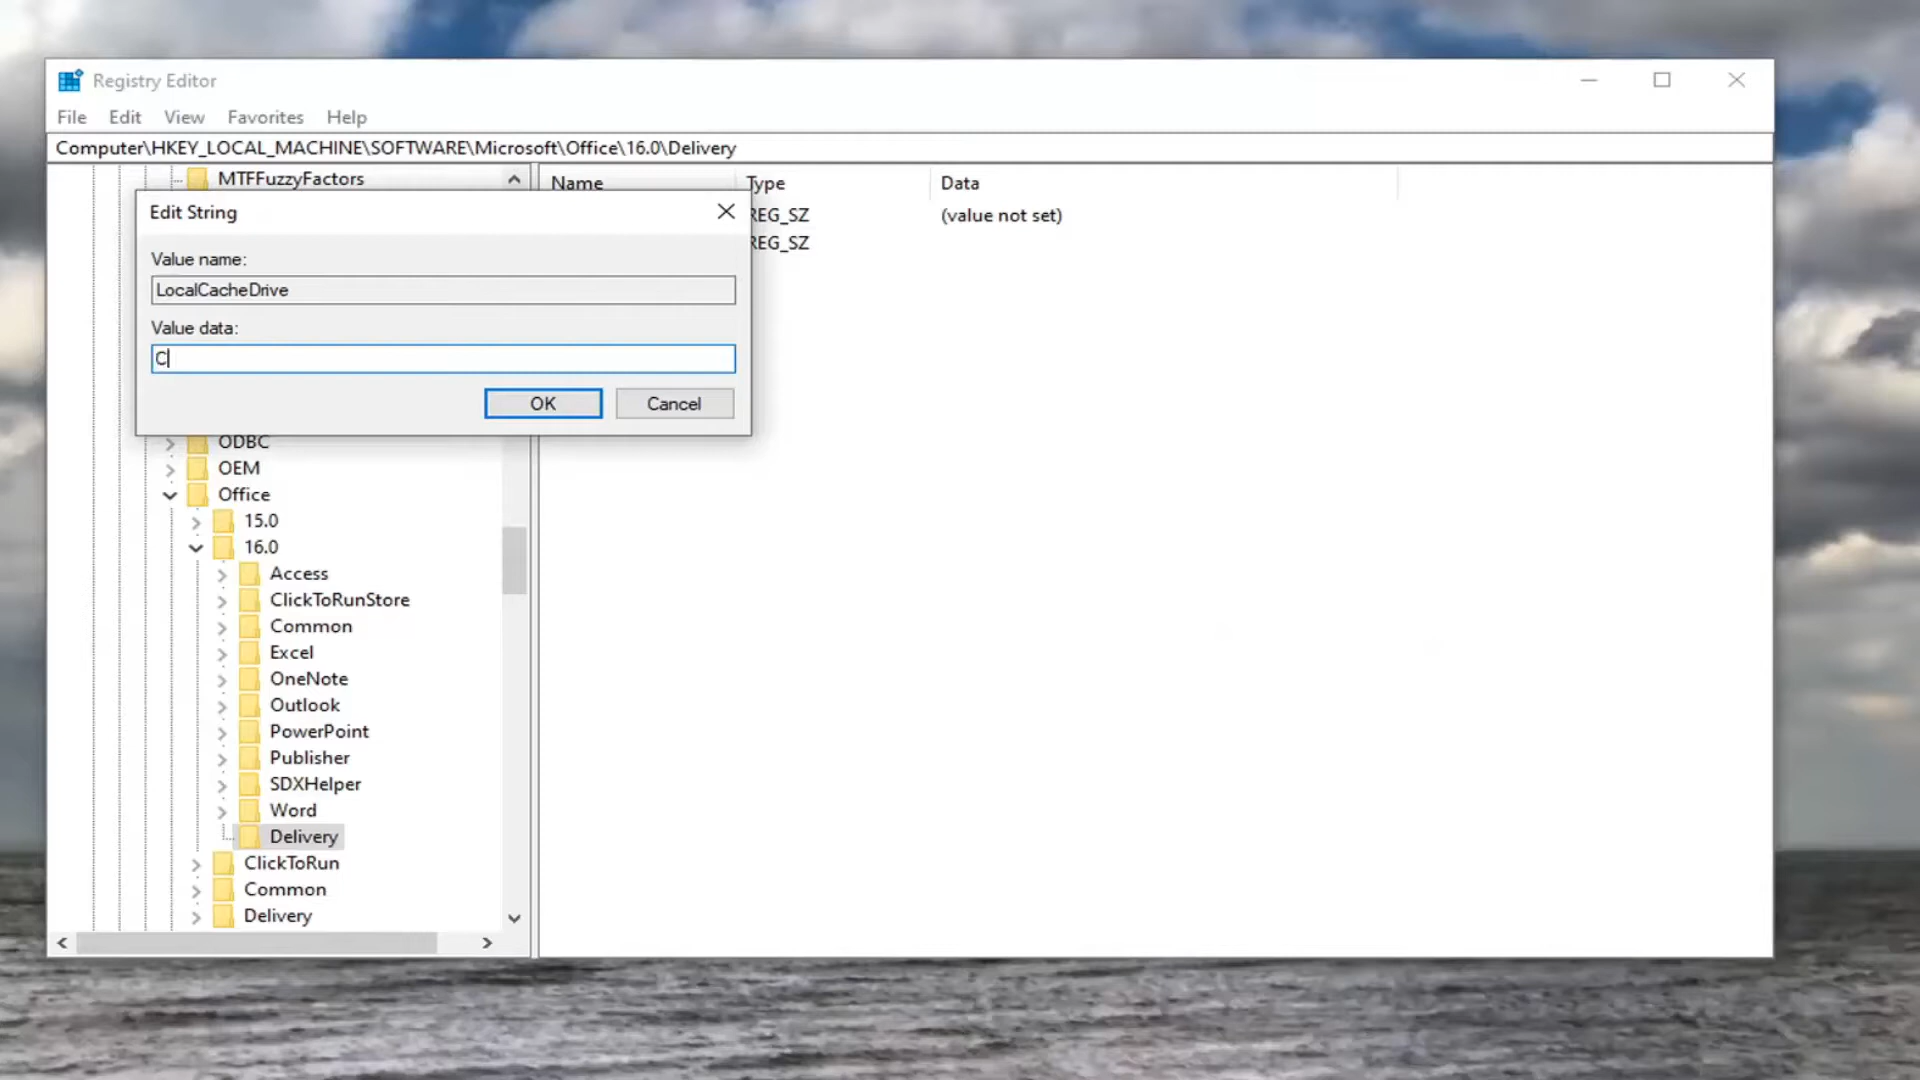 Registry Editor
File Edit View Favorites Help
Computer\HKEY_LOCAL_MACHINE\SOFTWARE\Microsoft\Office\16.0\Delivery
MTFFuzzyFactors
Name Type Data
REG_SZ (value not set)
REG_SZ
Edit String
Value name:
LocalCacheDrive
Value data:
C
OK Cancel
ODBC
OEM
Office
15.0
16.0
Access
ClickToRunStore
Common
Excel
OneNote
Outlook
PowerPoint
Publisher
SDXHelper
Word
Delivery
ClickToRun
Common
Delivery